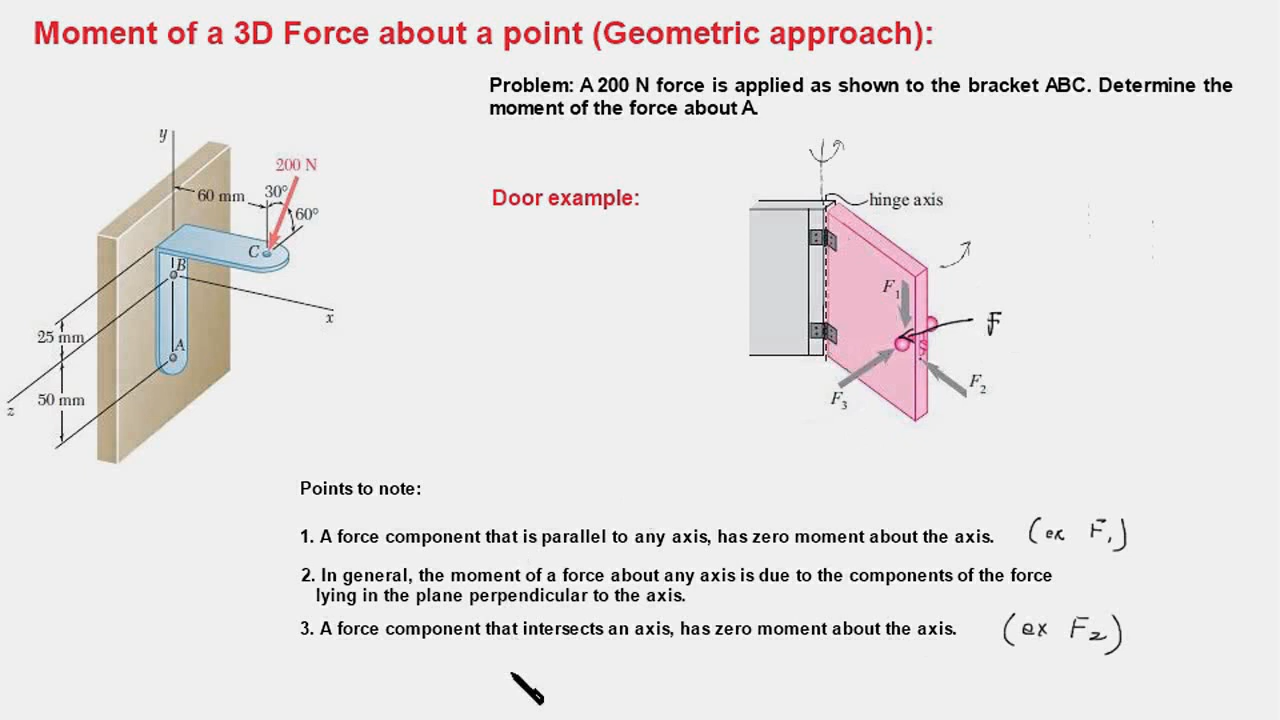 Moment of a 3D Force about a point (Geometric approach):
Problem: A 200 N force is applied as shown to the bracket ABC. Determine the
moment of the force about A.
y
200 N
60 mm
30°
60°
C
B
x
25 mm
A
50 mm
z
Door example:
hinge axis
F1
F
F2
F3
Points to note:
1. A force component that is parallel to any axis, has zero moment about the axis. (ex F1)
2. In general, the moment of a force about any axis is due to the components of the force
lying in the plane perpendicular to the axis.
3. A force component that intersects an axis, has zero moment about the axis. (ex F2)